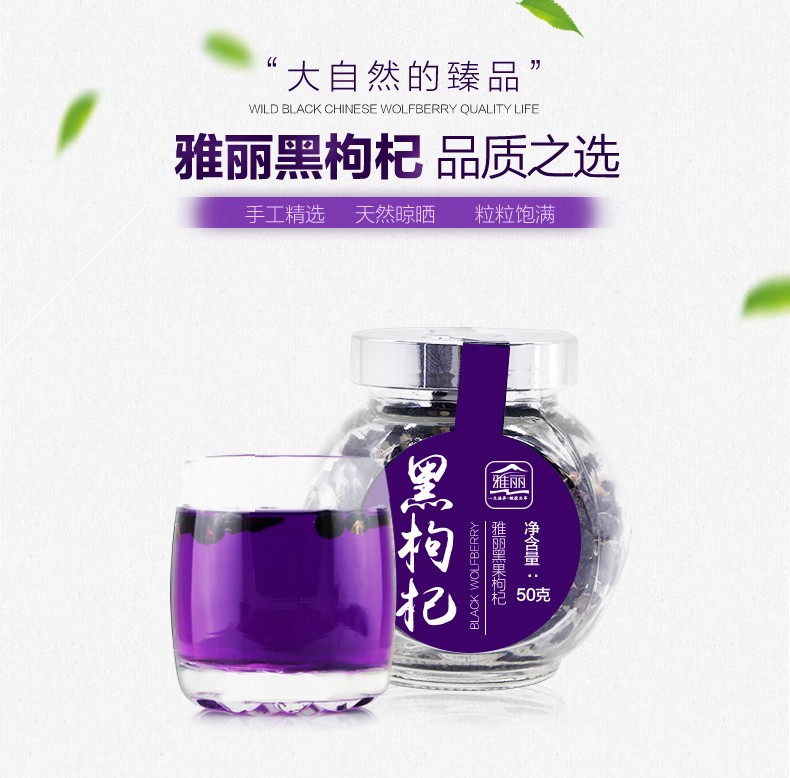 “大自然的臻品”
WILD BLACK CHINESE WOLFBERRY QUALITY LIFE
雅丽黑枸杞 品质之选
手工精选 天然晾晒 粒粒饱满
黑枸杞
BLACK WOLFBERRY
雅丽黑果枸杞
雅丽
净含量:
50克